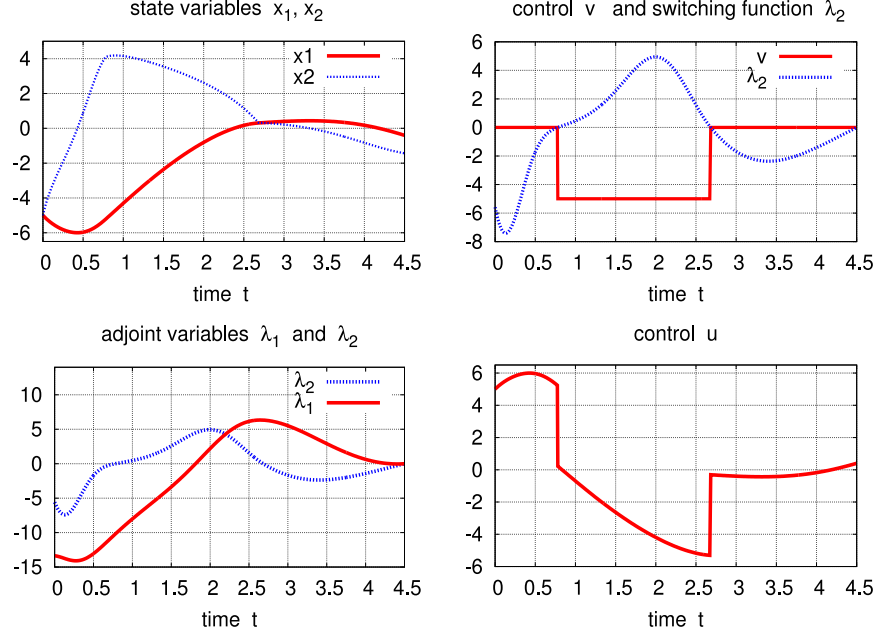 state variables x1, x2
x1
x2
4
2
0
-2
-4
-6
0 0.5 1 1.5 2 2.5 3 3.5 4 4.5
time t
control v and switching function λ2
v
λ2
6
4
2
0
-2
-4
-6
-8
0 0.5 1 1.5 2 2.5 3 3.5 4 4.5
time t
adjoint variables λ1 and λ2
λ2
λ1
10
5
0
-5
-10
-15
0 0.5 1 1.5 2 2.5 3 3.5 4 4.5
time t
control u
6
4
2
0
-2
-4
-6
0 0.5 1 1.5 2 2.5 3 3.5 4 4.5
time t